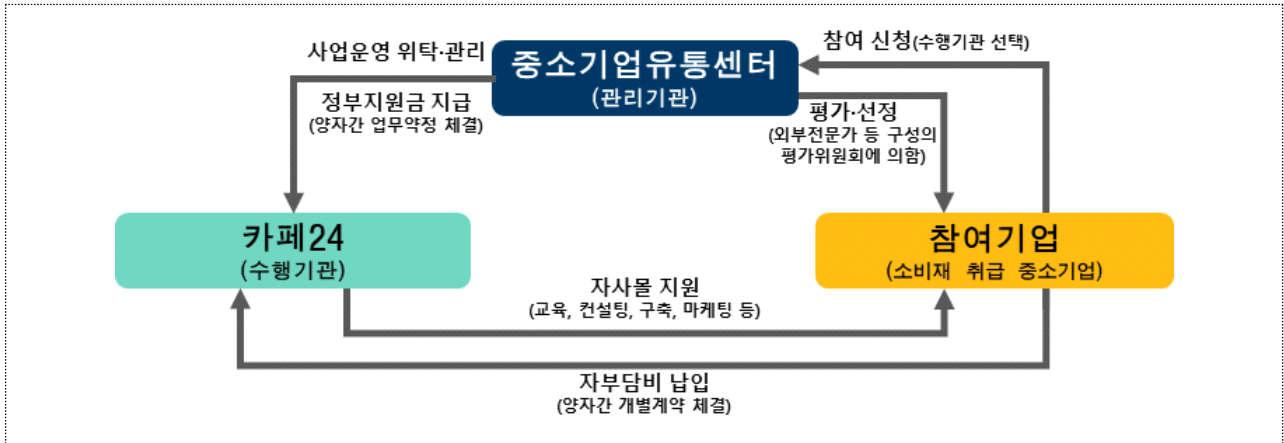 사업운영 위탁·관리
정부지원금 지급
(양자간 업무약정 체결)
중소기업유통센터
(관리기관)
참여 신청(수행기관 선택)
평가·선정
(외부전문가 등 구성의
평가위원회에 의함)
카페24
(수행기관)
참여기업
(소비재 취급 중소기업)
자사몰 지원
(교육, 컨설팅, 구축, 마케팅 등)
자부담비 납입
(양자간 개별계약 체결)